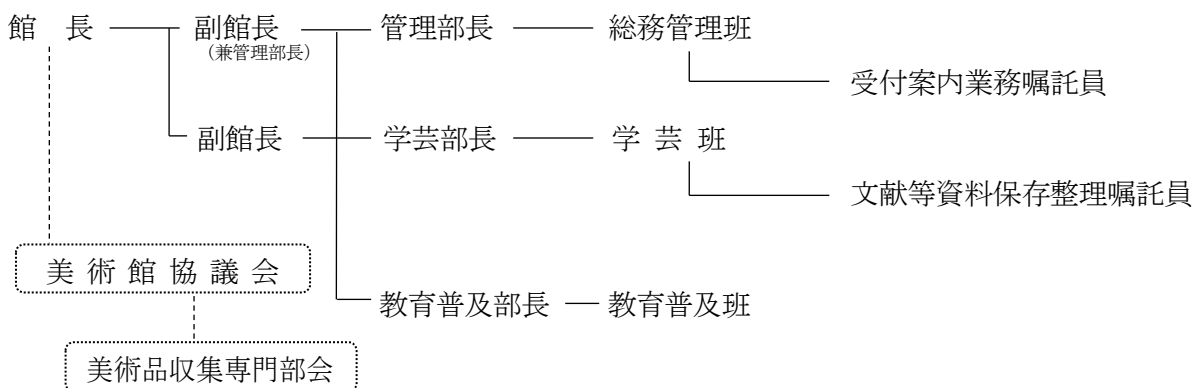 館　長 副館長 管理部長 総務管理班
（兼管理部長）
受付案内業務嘱託員
副館長 学芸部長 学 芸 班
文献等資料保存整理嘱託員
美 術 館 協 議 会
教育普及部長 教育普及班
美術品収集専門部会